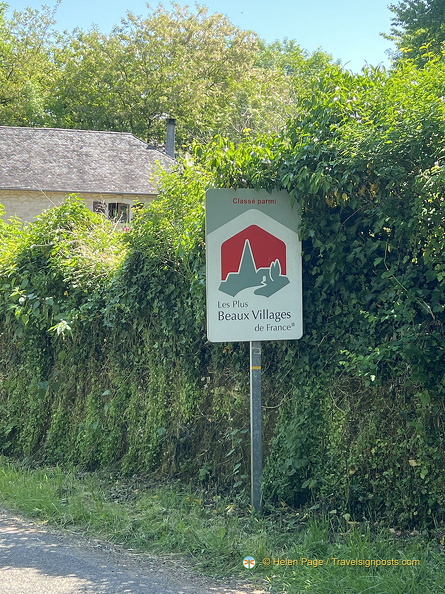 Classé parmi
Les Plus
Beaux Villages
de France®
© Helen Page / Travelsignposts.com